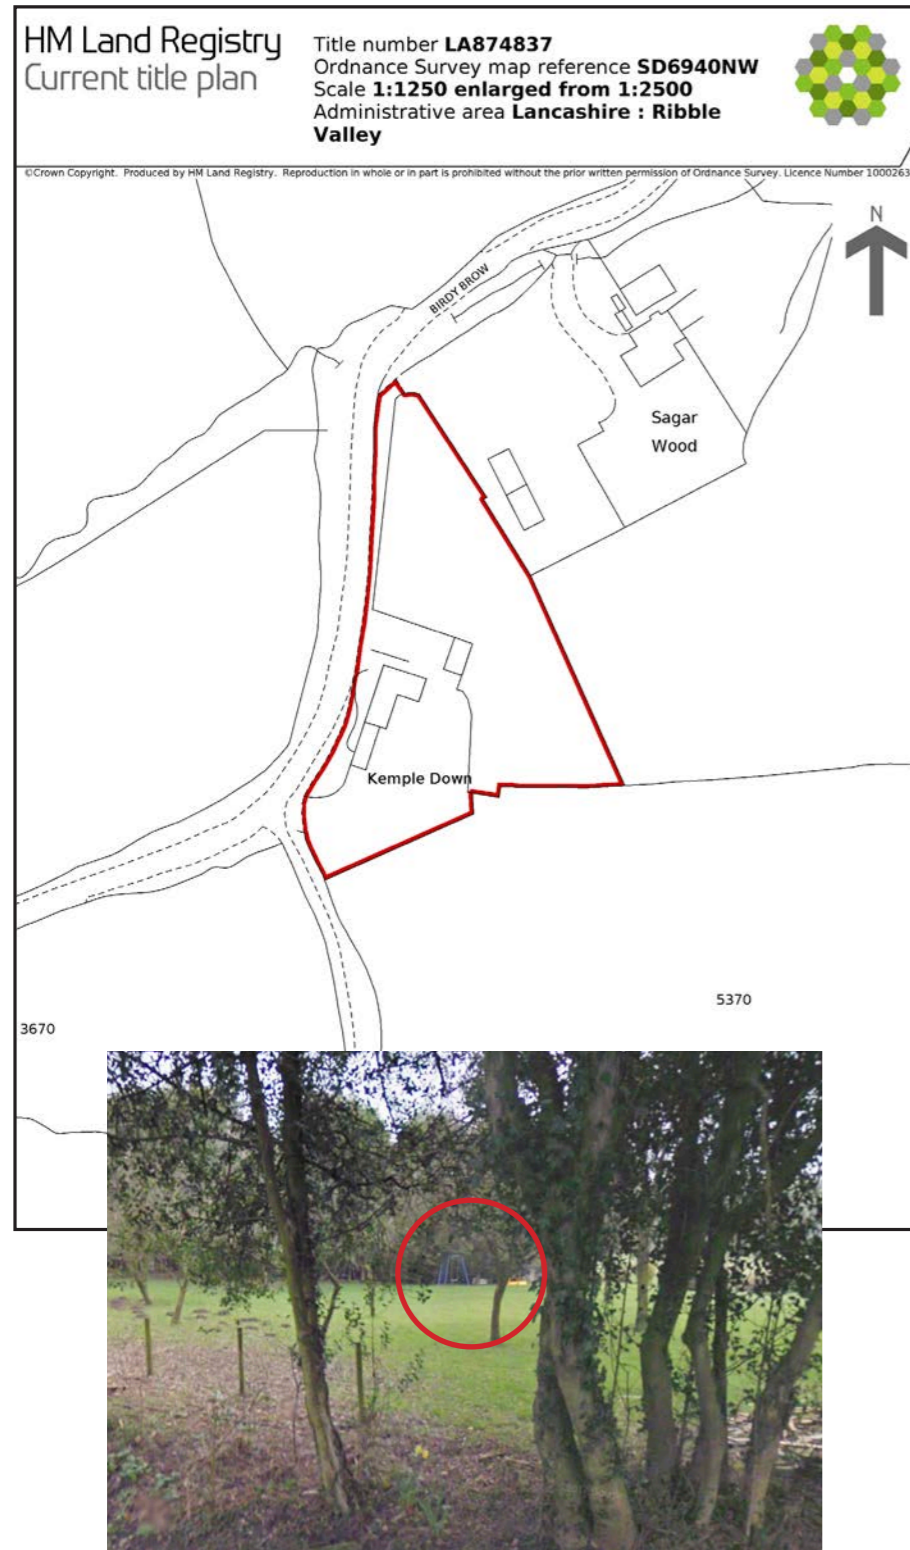 HM Land Registry
Current title plan
Title number LA874837
Ordnance Survey map reference SD6940NW
Scale 1:1250 enlarged from 1:2500
Administrative area Lancashire : Ribble
Valley
©Crown Copyright. Produced by HM Land Registry. Reproduction in whole or in part is prohibited without the prior written permission of Ordnance Survey. Licence Number 1000263
N
BIRDY BROW
Sagar
Wood
Kemple Down
5370
3670